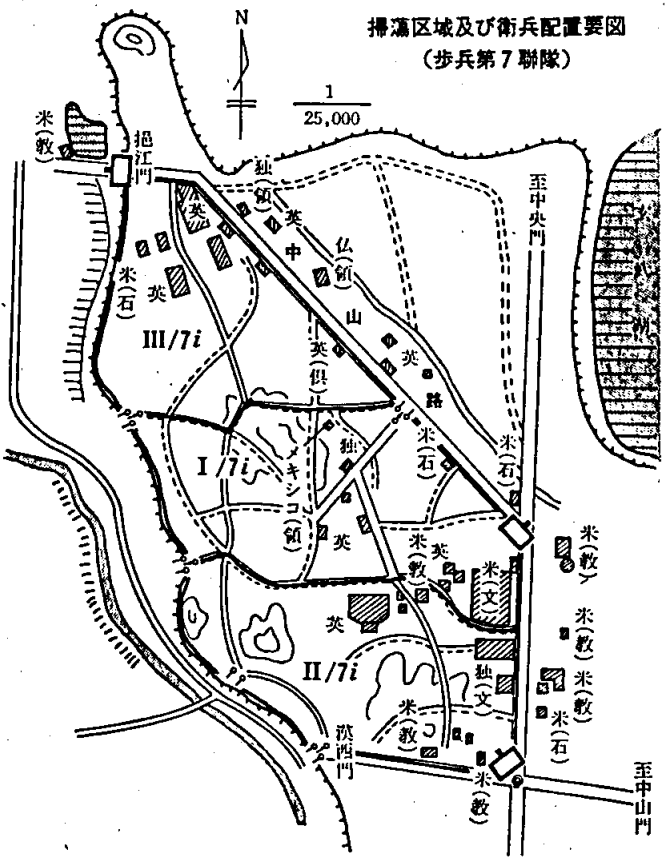 掃蕩区域及び衛兵配置要図
(歩兵第7聯隊)
N
1
25,000
米(教)
挹江門
英
独(領)
英
仏(領)
至中央門
米(石)
英
中山路
英
III/7i
英(倶)
米(石)
米(石)
I/7i
メキシコ(領)
独
英
米(教)
英
米(文)
米(教)
英
II/7i
独(文)
米(教)
米(教)
米(石)
米(教)
漢西門
米(教)
至中山門